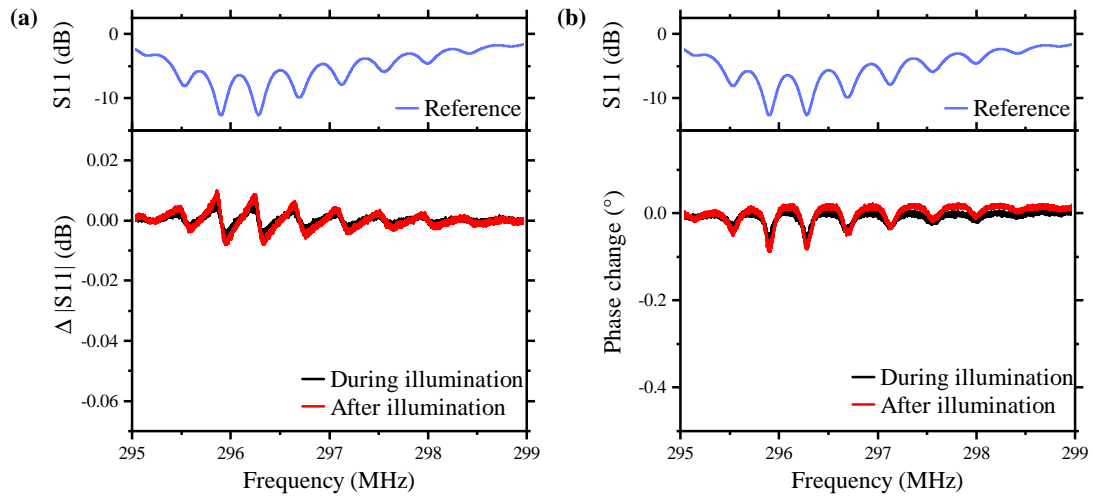 (a)
S11 (dB)
0
-10
Reference
Δ |S11| (dB)
0.02
0.00
-0.02
-0.04
-0.06
During illumination
After illumination
295
296
297
298
299
Frequency (MHz)
(b)
S11 (dB)
0
-10
Reference
Phase change (°)
0.0
-0.2
-0.4
During illumination
After illumination
295
296
297
298
299
Frequency (MHz)